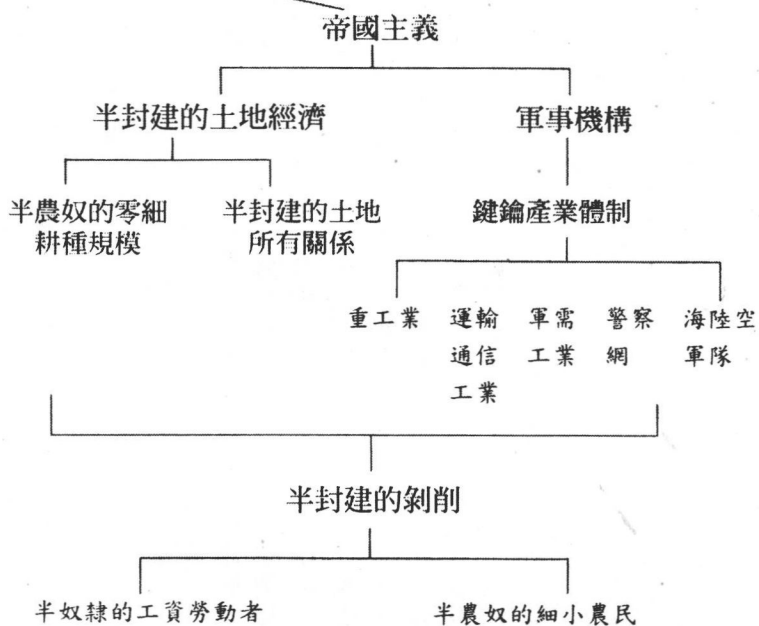 帝國主義
半封建的土地經濟
軍事機構
半農奴的零細
耕種規模
半封建的土地
所有關係
鍵鑰產業體制
重工業
運輸
通信
工業
軍需
工業
警察
網
海陸空
軍隊
半封建的剝削
半奴隸的工資勞動者
半農奴的細小農民